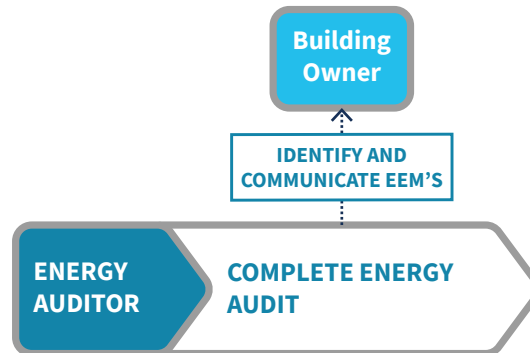 Building
Owner
IDENTIFY AND
COMMUNICATE EEM'S
ENERGY
AUDITOR
COMPLETE ENERGY
AUDIT